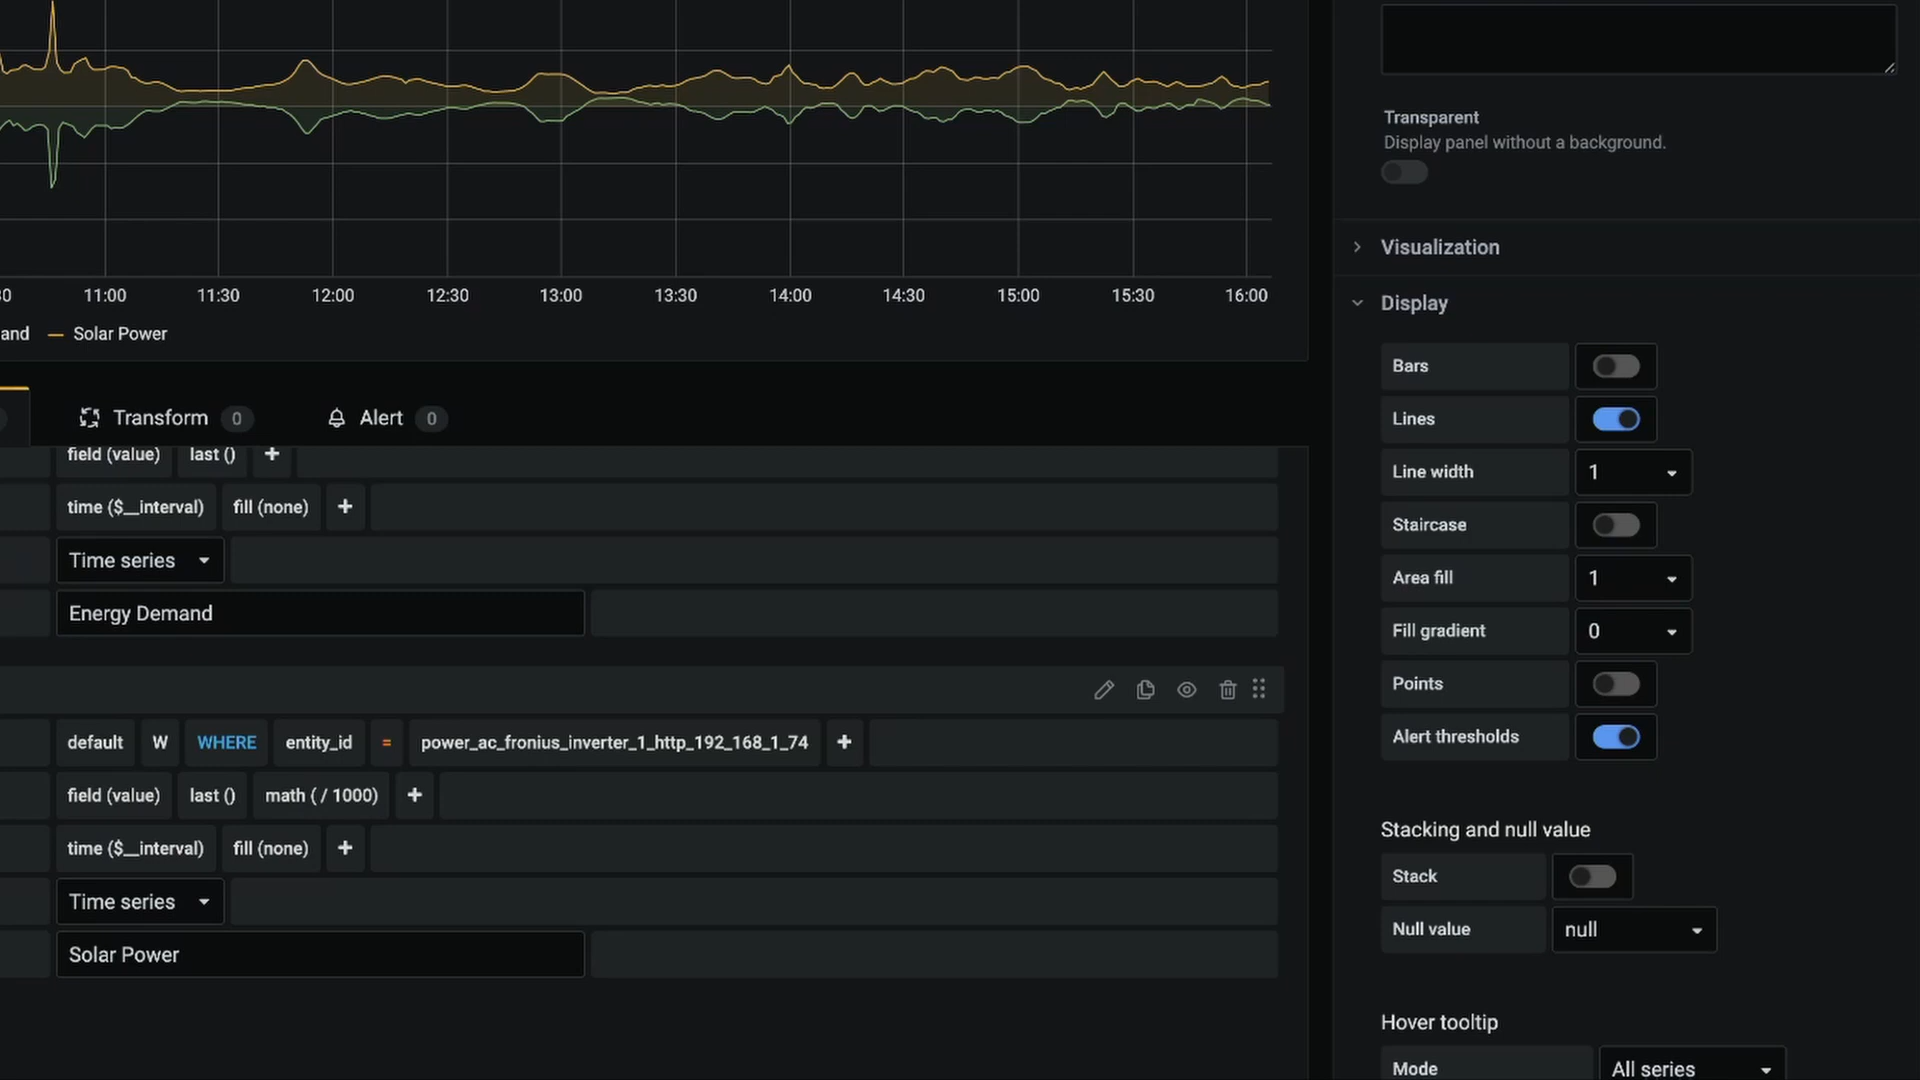 Transparent
Display panel without a background.
Visualization
0 11:00 11:30 12:00 12:30 13:00 13:30 14:00 14:30 15:00 15:30 16:00
Display
and Solar Power
Bars
Transform 0 Alert 0
Lines
field (value) last () +
Line width 1
time ($__interval) fill (none) +
Staircase
Time series
Area fill 1
Energy Demand
Fill gradient 0
Points
default W WHERE entity_id = power_ac_fronius_inverter_1_http_192_168_1_74 +
Alert thresholds
field (value) last () math ( / 1000) +
Stacking and null value
time ($__interval) fill (none) +
Stack
Time series
Null value null
Solar Power
Hover tooltip
Mode All series